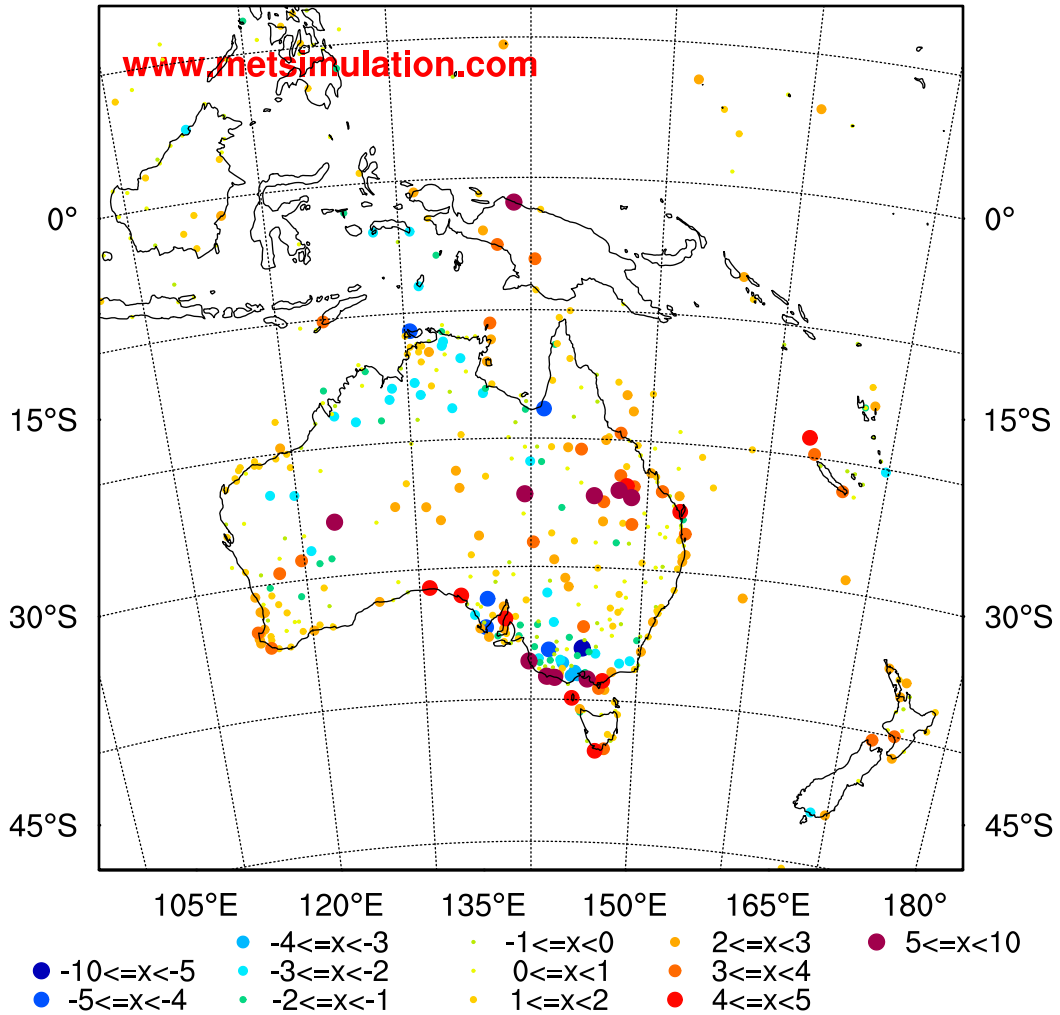 www.metsimulation.com
0° 0°
15°S 15°S
30°S 30°S
45°S 45°S
105°E 120°E 135°E 150°E 165°E 180°
-4<=x<-3 -1<=x<0 2<=x<3 5<=x<10
-10<=x<-5 -3<=x<-2 0<=x<1 3<=x<4
-5<=x<-4 -2<=x<-1 1<=x<2 4<=x<5